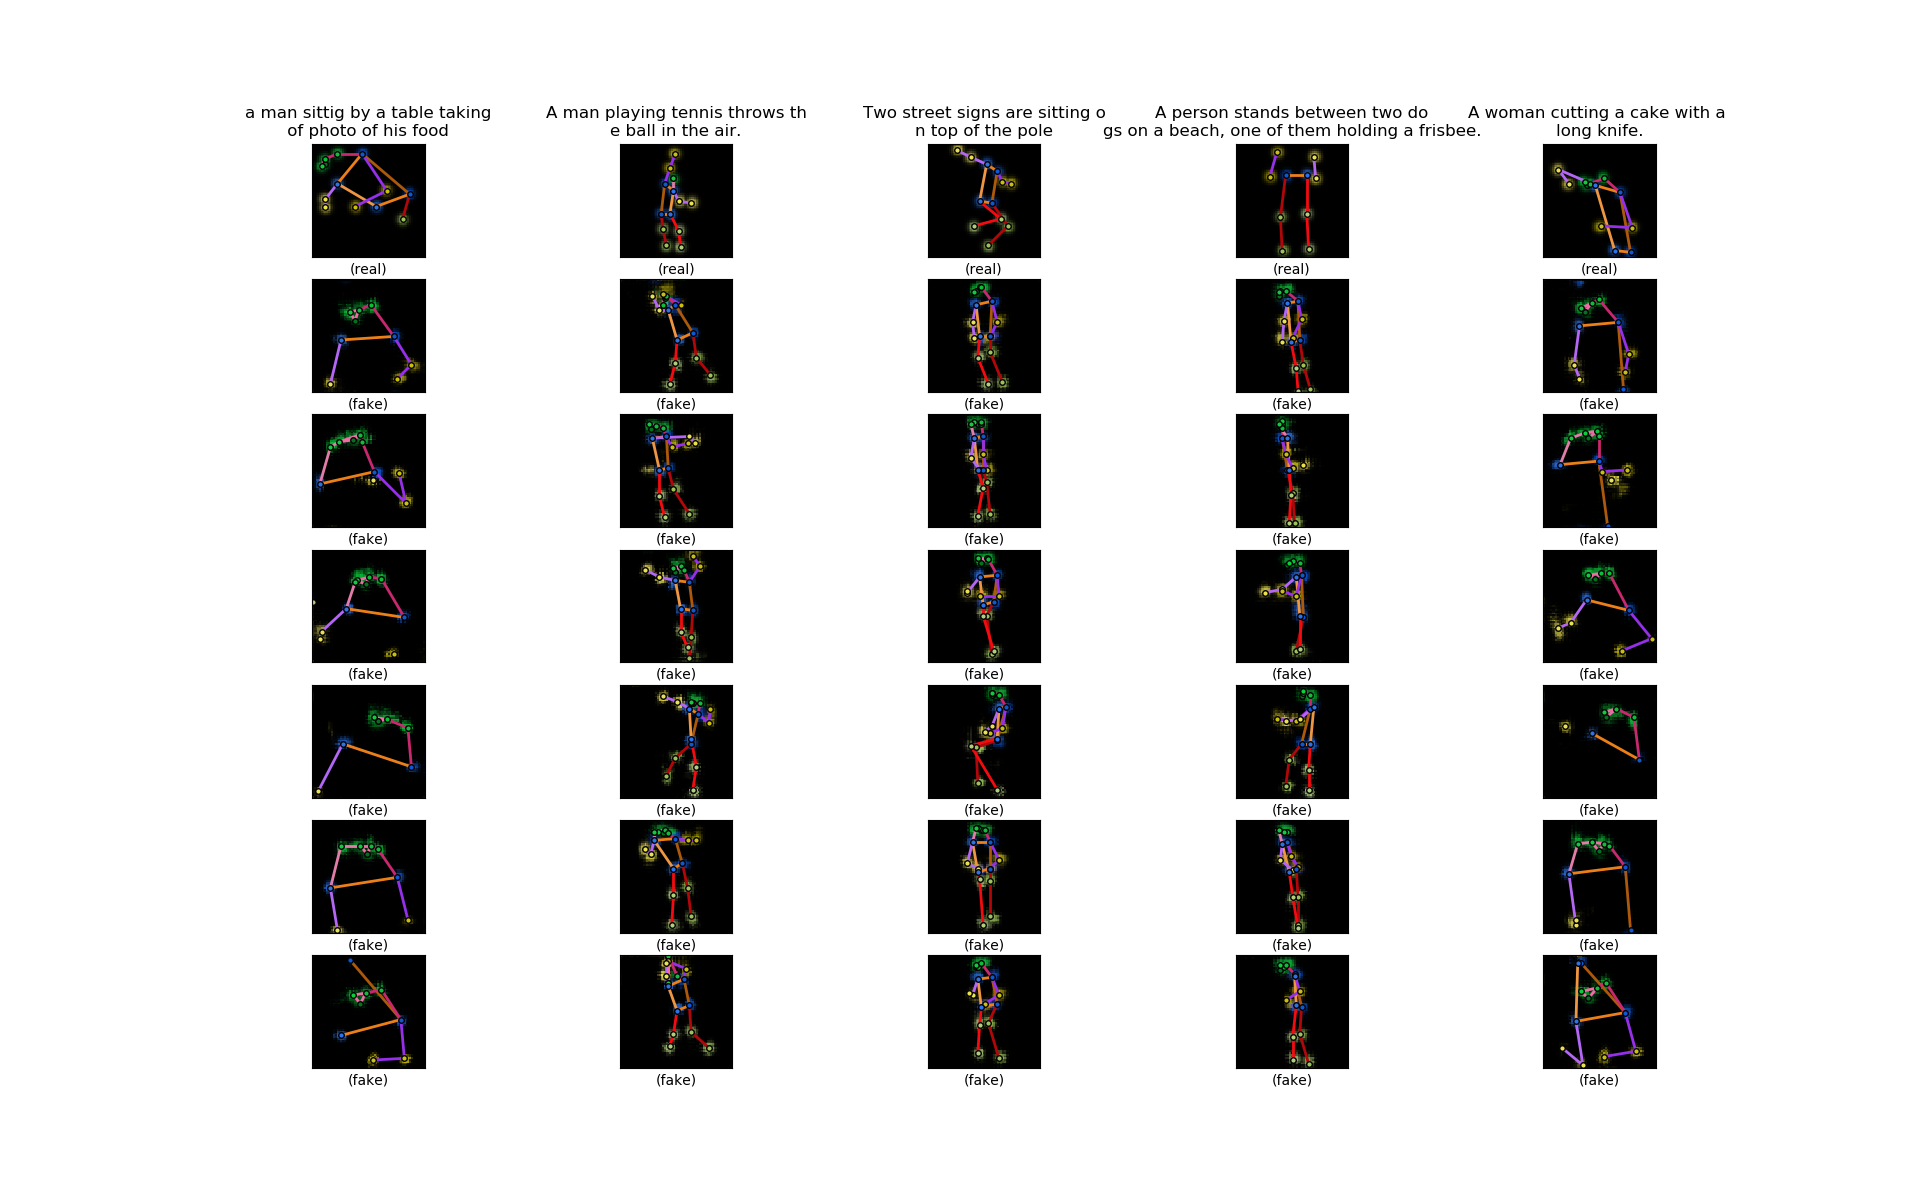 a man sittig by a table taking
of photo of his food
A man playing tennis throws th
e ball in the air.
Two street signs are sitting o
n top of the pole
A person stands between two do
gs on a beach, one of them holding a frisbee.
A woman cutting a cake with a
long knife.
(real) (real) (real) (real) (real)
(fake) (fake) (fake) (fake) (fake)
(fake) (fake) (fake) (fake) (fake)
(fake) (fake) (fake) (fake) (fake)
(fake) (fake) (fake) (fake) (fake)
(fake) (fake) (fake) (fake) (fake)
(fake) (fake) (fake) (fake) (fake)